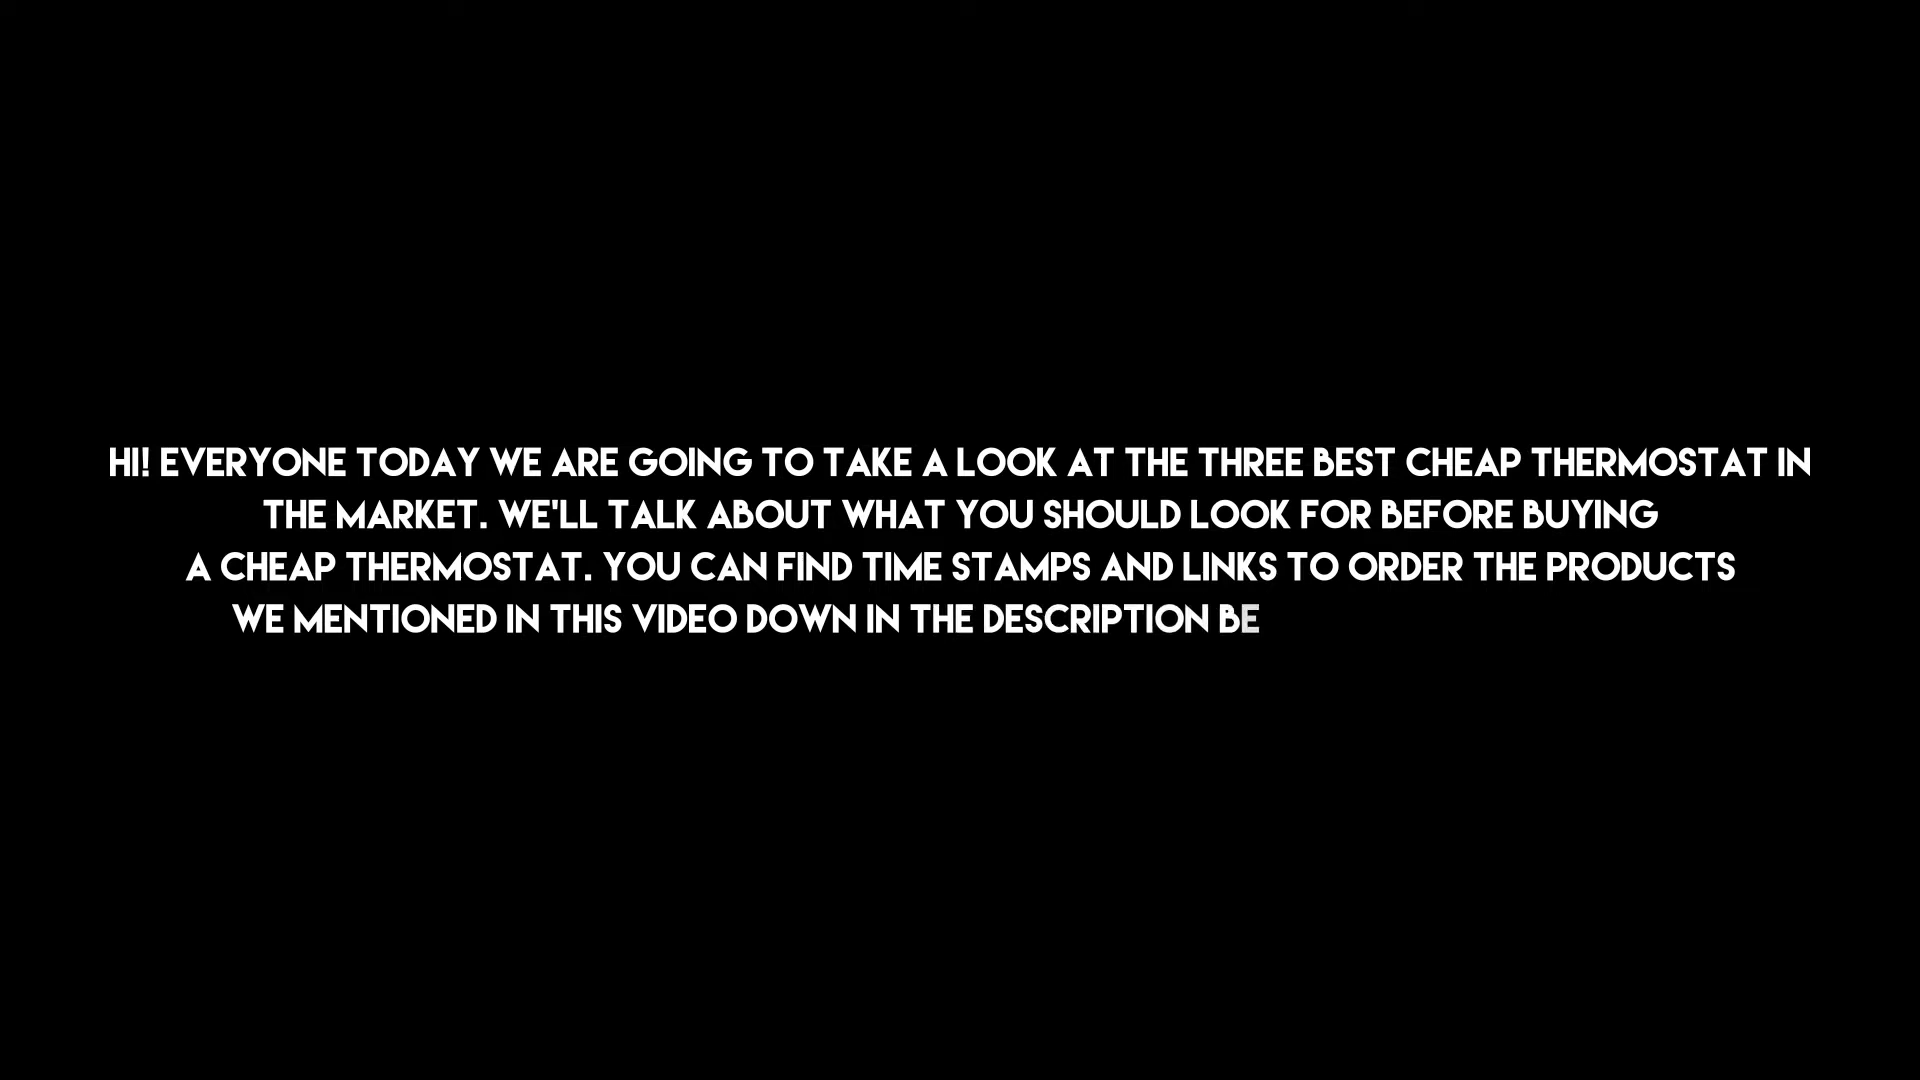 HI! EVERYONE TODAY WE ARE GOING TO TAKE A LOOK AT THE THREE BEST CHEAP THERMOSTAT IN
THE MARKET. WE'LL TALK ABOUT WHAT YOU SHOULD LOOK FOR BEFORE BUYING
A CHEAP THERMOSTAT. YOU CAN FIND TIME STAMPS AND LINKS TO ORDER THE PRODUCTS
WE MENTIONED IN THIS VIDEO DOWN IN THE DESCRIPTION BE